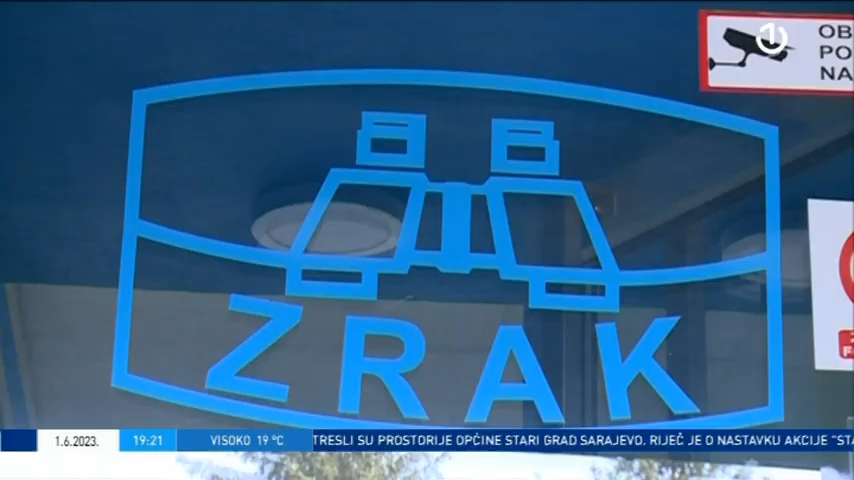 OB
PO
NA
ZRAK
1.6.2023. 19:21 VISOKO 19 ºC TRESLI SU PROSTORIJE OPĆINE STARI GRAD SARAJEVO. RIJEČ JE O NASTAVKU AKCIJE "STA